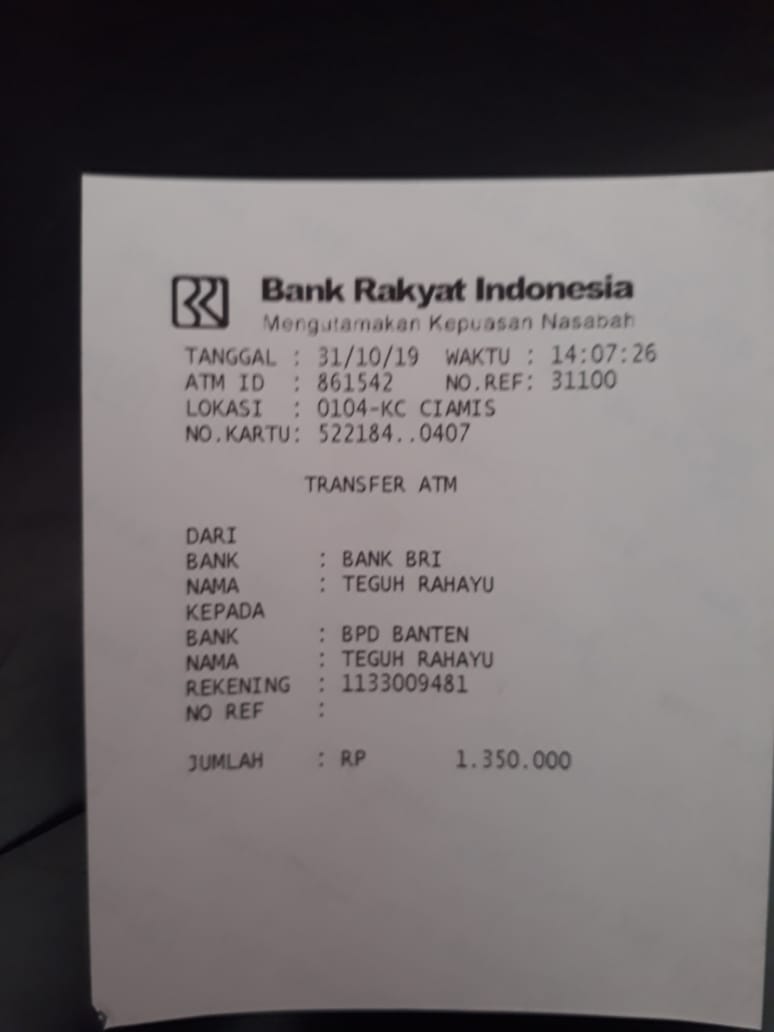 BR Bank Rakyat Indonesia
Mengutamakan Kepuasan Nasabah
TANGGAL : 31/10/19 WAKTU : 14:07:26
ATM ID : 861542 NO.REF: 31100
LOKASI : 0104-KC CIAMIS
NO.KARTU: 522184..0407
TRANSFER ATM
DARI
BANK : BANK BRI
NAMA : TEGUH RAHAYU
KEPADA
BANK : BPD BANTEN
NAMA : TEGUH RAHAYU
REKENING : 1133009481
NO REF :
JUMLAH : RP 1.350.000